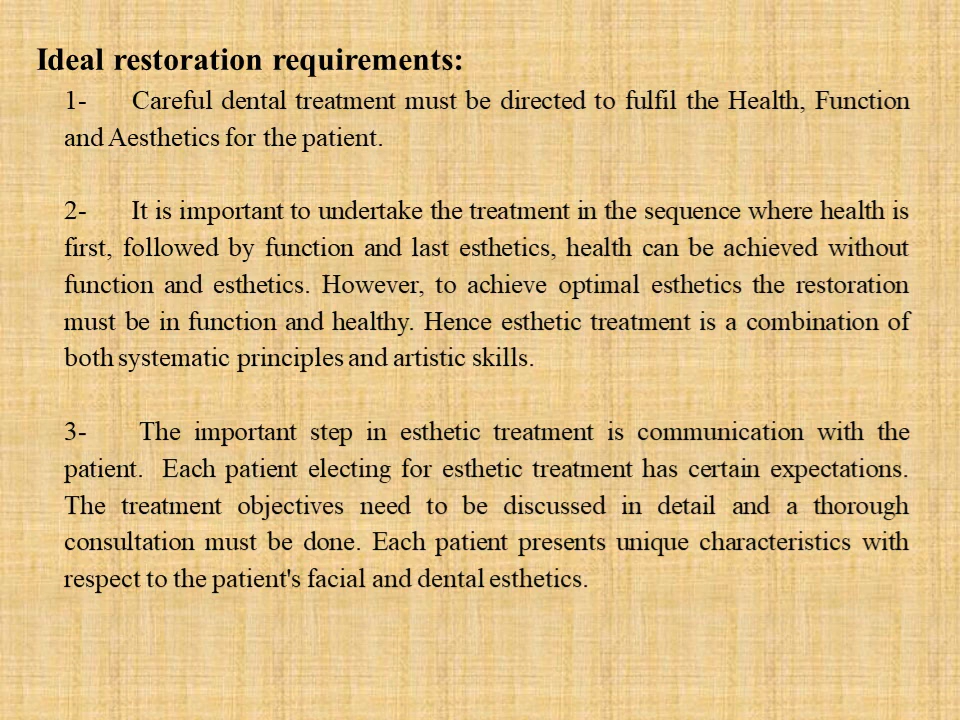 Ideal restoration requirements:
1- Careful dental treatment must be directed to fulfil the Health, Function
and Aesthetics for the patient.
2- It is important to undertake the treatment in the sequence where health is
first, followed by function and last esthetics, health can be achieved without
function and esthetics. However, to achieve optimal esthetics the restoration
must be in function and healthy. Hence esthetic treatment is a combination of
both systematic principles and artistic skills.
3- The important step in esthetic treatment is communication with the
patient. Each patient electing for esthetic treatment has certain expectations.
The treatment objectives need to be discussed in detail and a thorough
consultation must be done. Each patient presents unique characteristics with
respect to the patient's facial and dental esthetics.